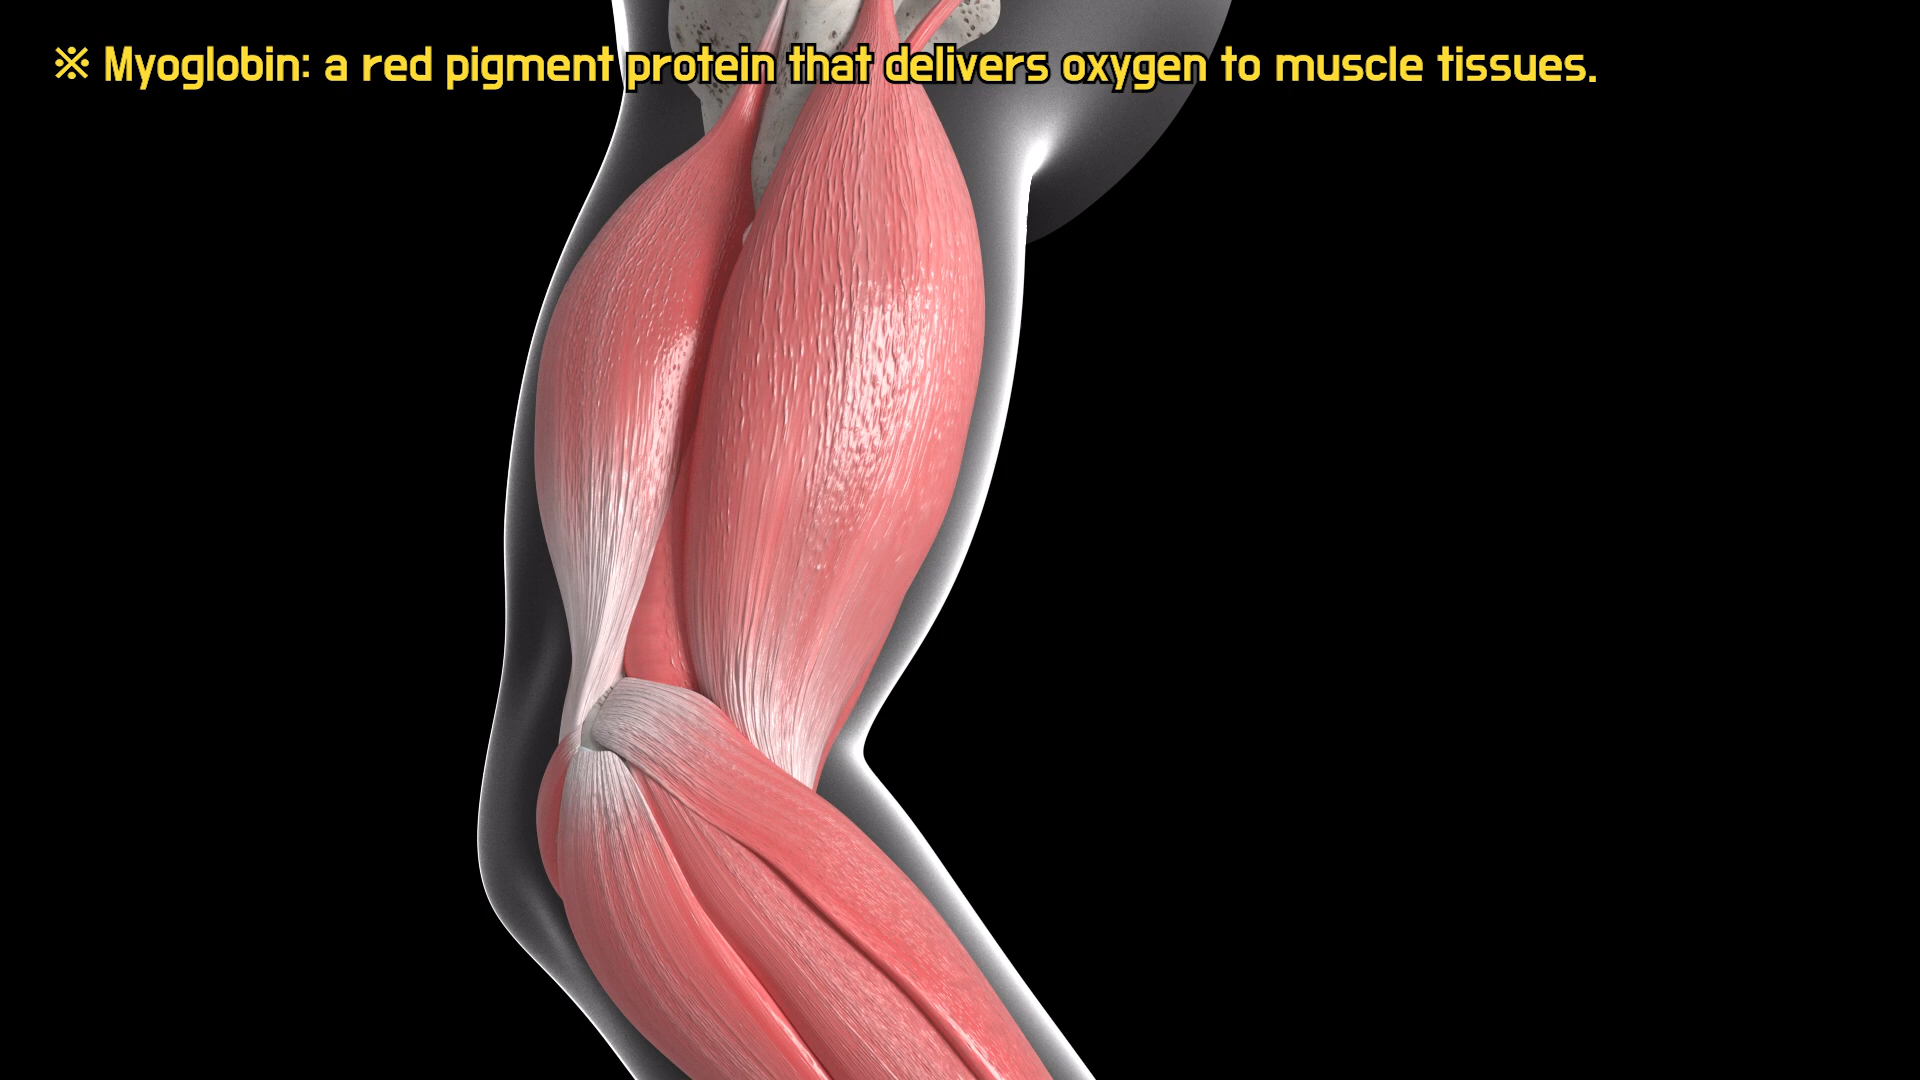 ※ Myoglobin: a red pigment protein that delivers oxygen to muscle tissues.